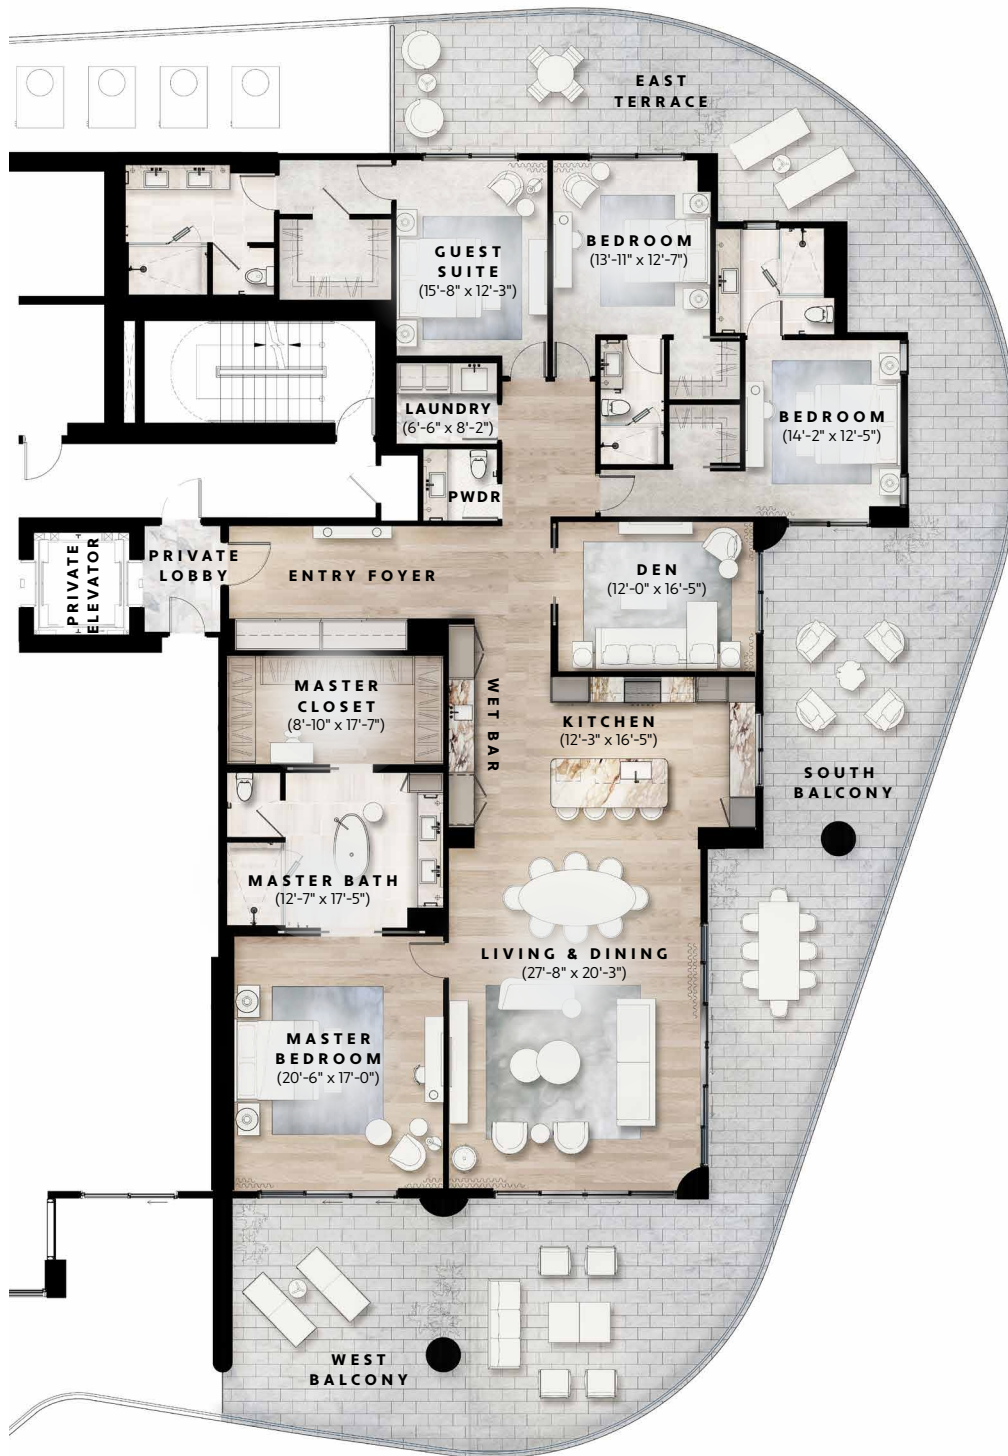 EAST
TERRACE
GUEST
SUITE
(15'-8" x 12'-3")
BEDROOM
(13'-11" x 12'-7")
LAUNDRY
(6'-6" x 8'-2")
BEDROOM
(14'-2" x 12'-5")
PWDR
PRIVATE
ELEVATOR
PRIVATE
LOBBY
ENTRY FOYER
DEN
(12'-0" x 16'-5")
MASTER
CLOSET
(8'-10" x 17'-7")
WET BAR
KITCHEN
(12'-3" x 16'-5")
SOUTH
BALCONY
MASTER BATH
(12'-7" x 17'-5")
LIVING & DINING
(27'-8" x 20'-3")
MASTER
BEDROOM
(20'-6" x 17'-0")
WEST
BALCONY